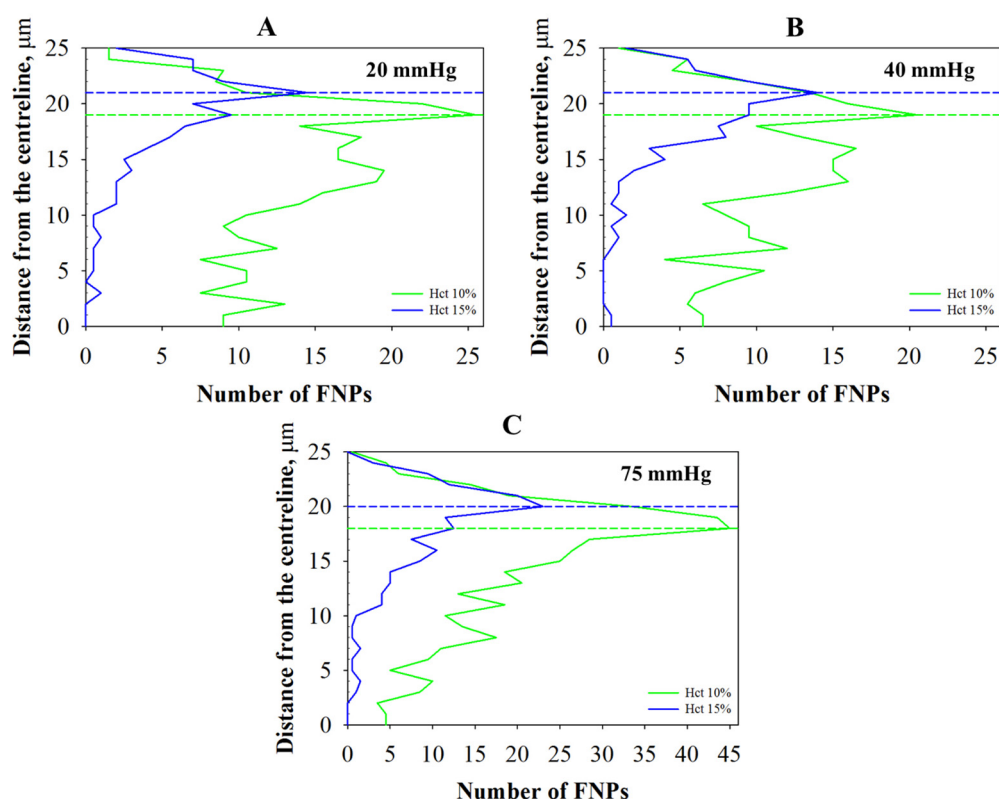 A
20 mmHg
Distance from the centreline, μm
25
20
15
10
5
0
Hct 10%
Hct 15%
0 5 10 15 20 25
Number of FNPs
B
40 mmHg
Distance from the centreline, μm
25
20
15
10
5
0
Hct 10%
Hct 15%
0 5 10 15 20 25
Number of FNPs
C
75 mmHg
Distance from the centreline, μm
25
20
15
10
5
0
Hct 10%
Hct 15%
0 5 10 15 20 25 30 35 40 45
Number of FNPs